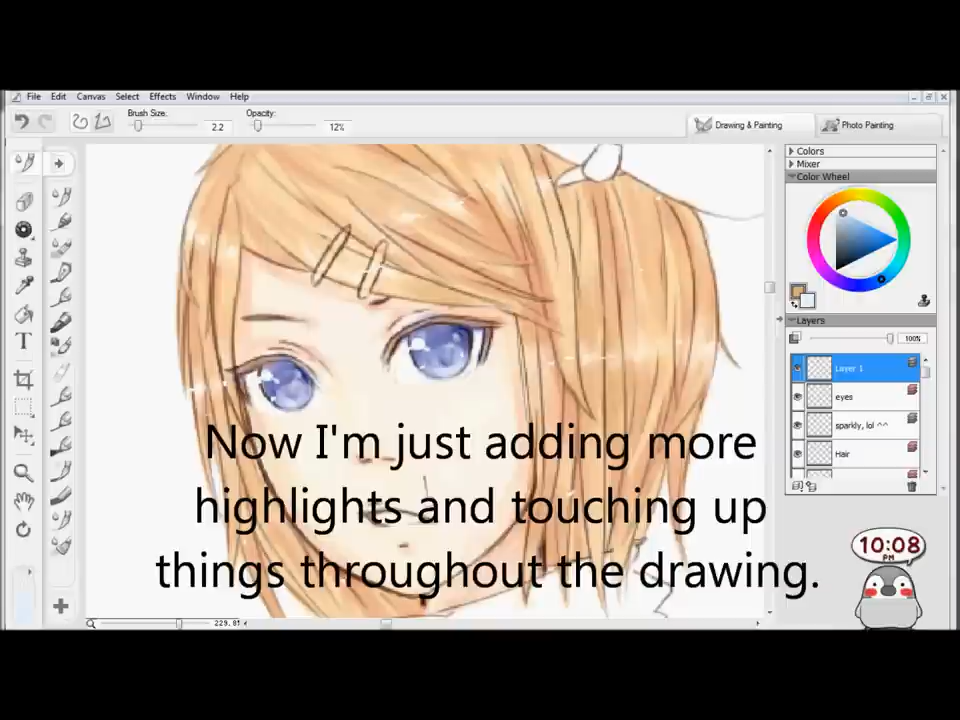 File Edit Canvas Select Effects Window Help
Brush Size: Opacity:
2.2 12%
Drawing & Painting Photo Painting
Colors
Mixer
Color Wheel
Layers
100%
Layer 1
eyes
sparkly, lol ^^
Hair
Now I'm just adding more
highlights and touching up
things throughout the drawing.
10:08
PM